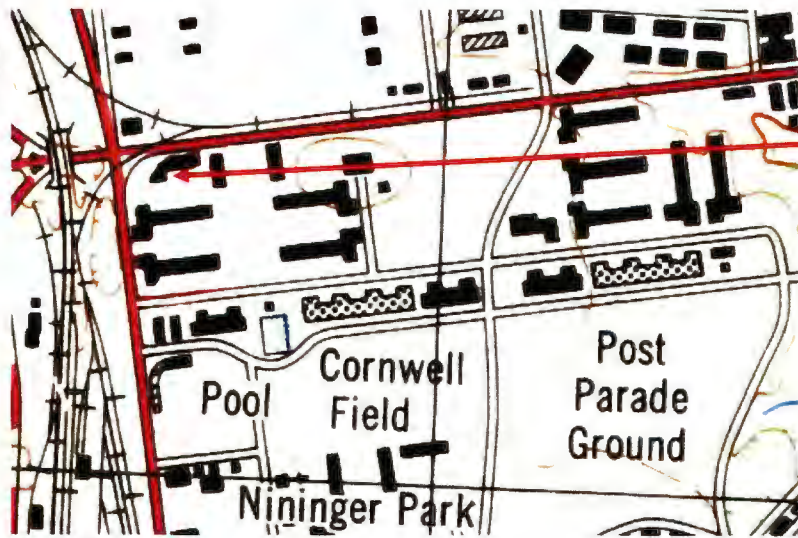 Pool
Cornwell
Field
Post
Parade
Ground
Nininger Park